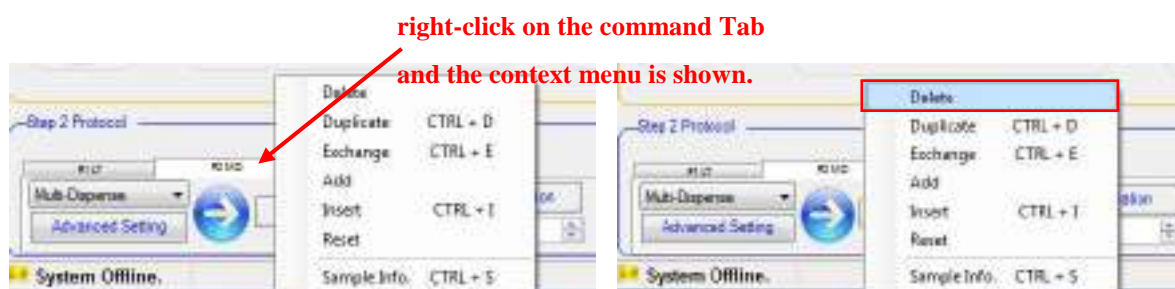 right-click on the command Tab
and the context menu is shown.
Delete
Step 2 Protocol
Duplicate CTRL + D
Exchange CTRL + E
Add
Multi-Dispense
Insert CTRL + I
Advanced Setting
Reset
System Offline.
Sample Info. CTRL + S
Delete
Step 2 Protocol
Duplicate CTRL + D
Exchange CTRL + E
Add
Multi-Dispense
Insert CTRL + I
Advanced Setting
Reset
System Offline.
Sample Info. CTRL + S